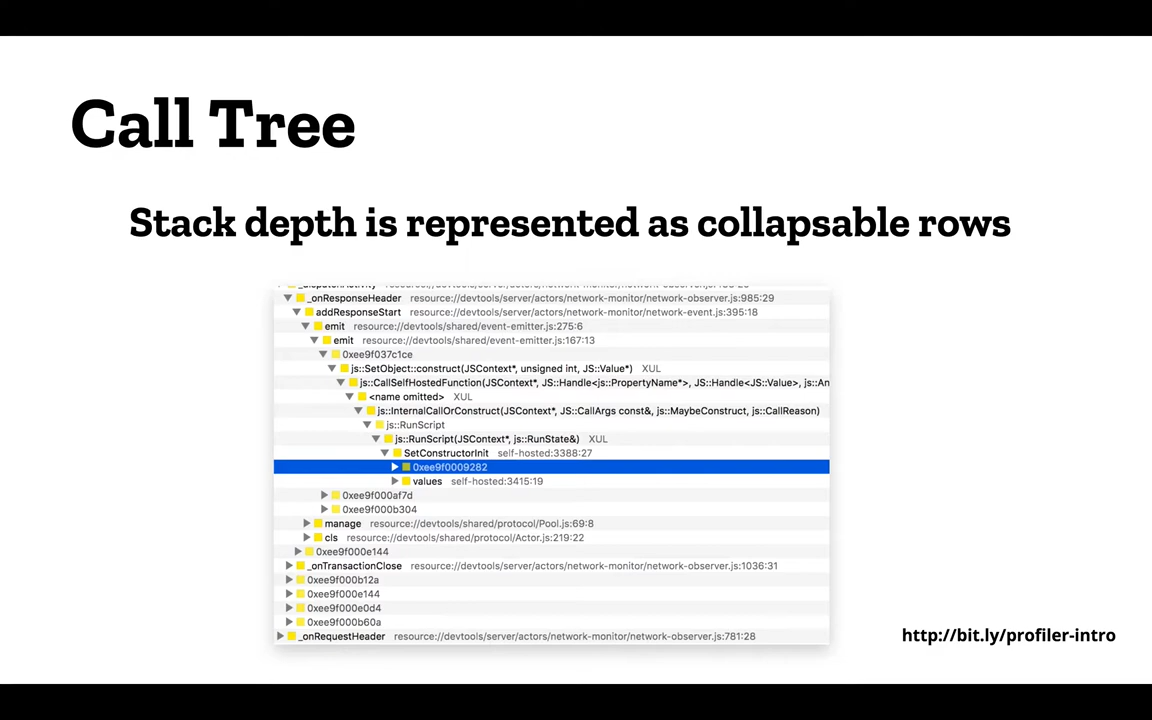 Call Tree
Stack depth is represented as collapsable rows
_onResponseHeader resource://devtools/server/actors/network-monitor/network-observer.js:985:29
addResponseStart resource://devtools/server/actors/network-monitor/network-event.js:395:18
emit resource://devtools/shared/event-emitter.js:275:6
emit resource://devtools/shared/event-emitter.js:167:13
0xee9f037c1ce
js::SetObject::construct(JSContext*, unsigned int, JS::Value*) XUL
js::CallSelfHostedFunction(JSContext*, JS::Handle<js::PropertyName*>, JS::Handle<JS::Value>, js::An
<name omitted> XUL
js::InternalCallOrConstruct(JSContext*, JS::CallArgs const&, js::MaybeConstruct, js::CallReason)
js::RunScript
js::RunScript(JSContext*, js::RunState&) XUL
SetConstructorInit self-hosted:3388:27
0xee9f0009282
values self-hosted:3415:19
0xee9f000af7d
0xee9f000b304
manage resource://devtools/shared/protocol/Pool.js:69:8
cls resource://devtools/shared/protocol/Actor.js:219:22
0xee9f000e144
_onTransactionClose resource://devtools/server/actors/network-monitor/network-observer.js:1036:31
0xee9f000b12a
0xee9f000e144
0xee9f000e0d4
0xee9f000b60a
_onRequestHeader resource://devtools/server/actors/network-monitor/network-observer.js:781:28
http://bit.ly/profiler-intro